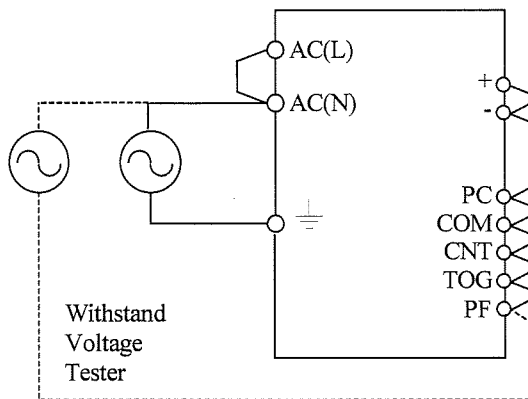 AC(L)
AC(N)
+
-
PC
COM
CNT
TOG
PF
Withstand
Voltage
Tester